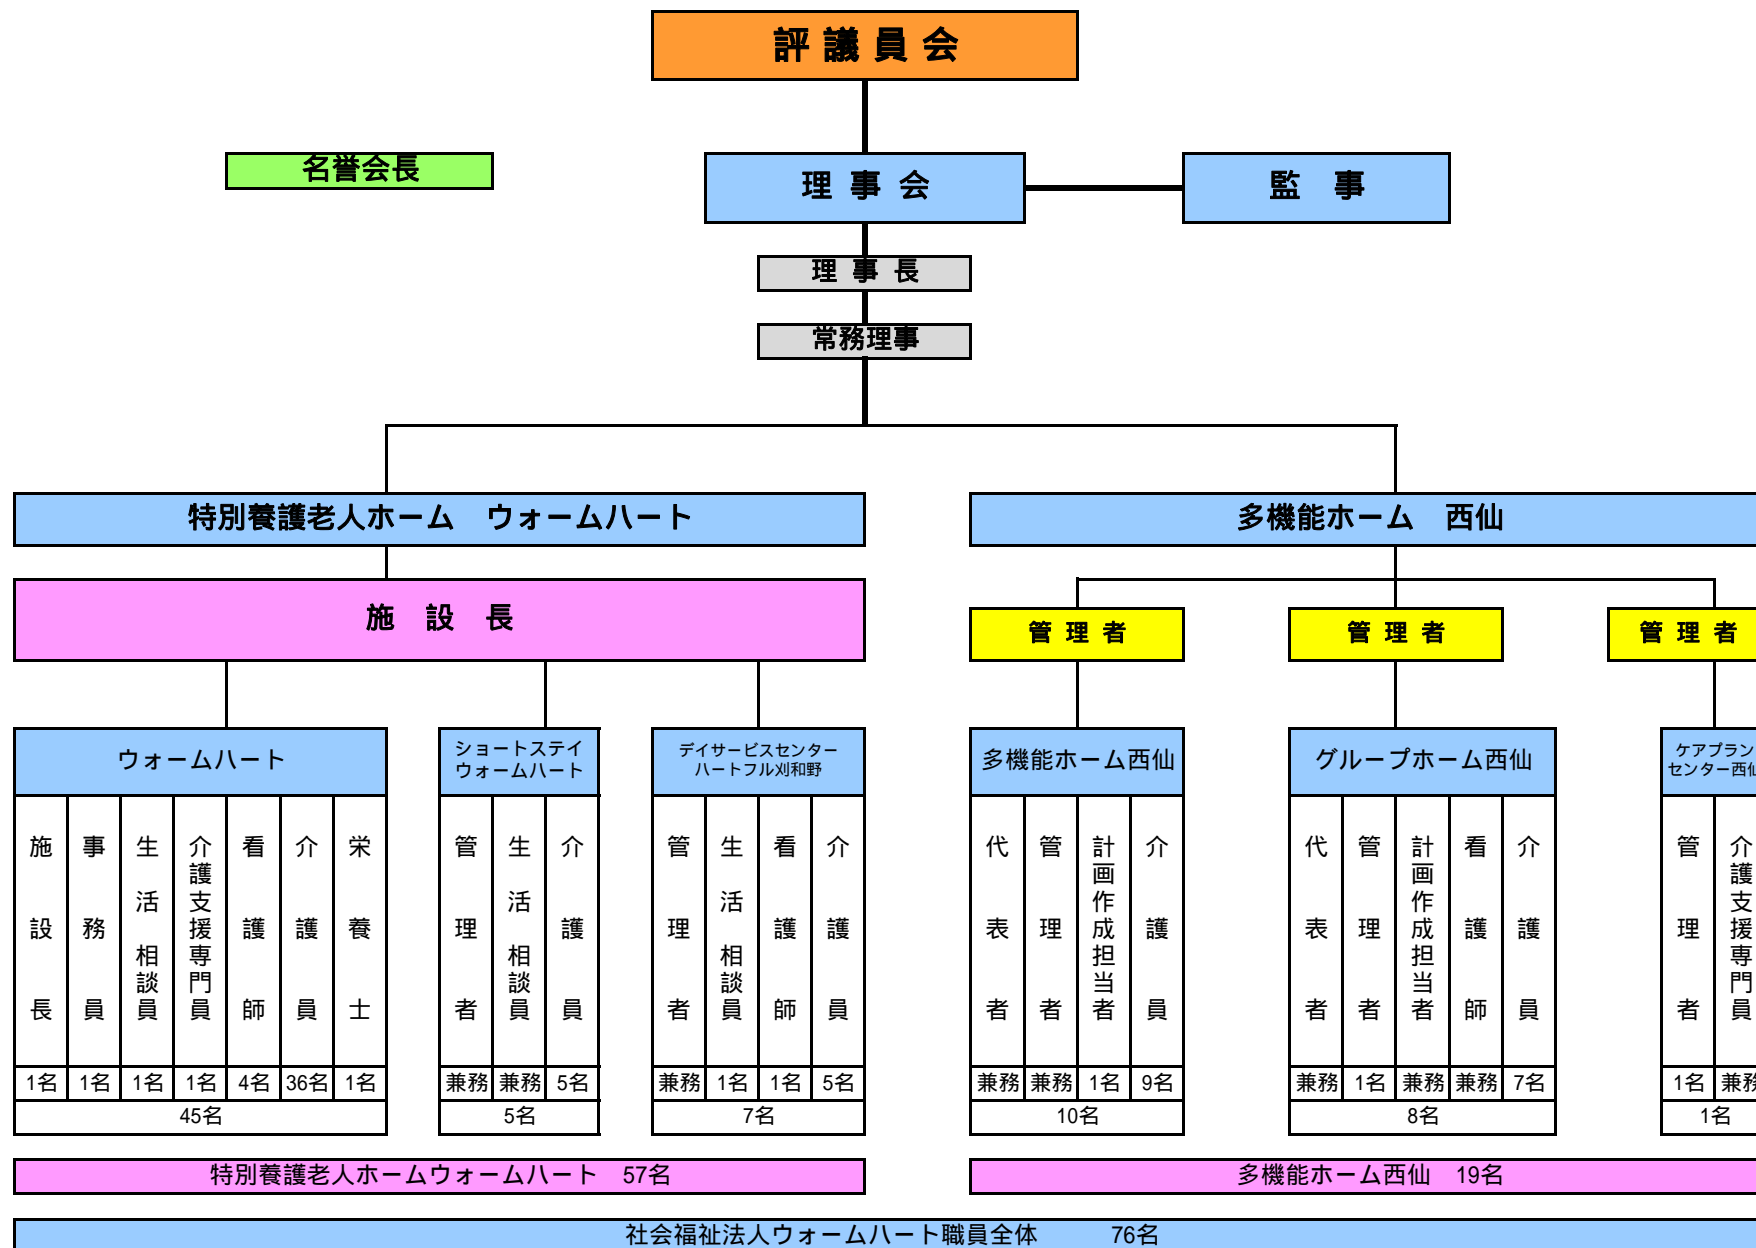 評議員会
名誉会長
理事会
監　事
理事長
常務理事
特別養護老人ホーム　ウォームハート
多機能ホーム　西仙
施　設　長
管理者
管理者
管理者
ウォームハート
ショートステイ
ウォームハート
デイサービスセンター
ハートフル刈和野
多機能ホーム西仙
グループホーム西仙
ケアプラン
センター西仙
施設長
事務員
生活相談員
介護支援専門員
看護師
介護員
栄養士
管理者
生活相談員
介護員
管理者
生活相談員
看護師
介護員
代表者
管理者
計画作成担当者
介護員
代表者
管理者
計画作成担当者
看護師
介護員
管理者
介護支援専門員
1名 1名 1名 1名 4名 36名 1名
兼務 兼務 5名
兼務 1名 1名 5名
兼務 兼務 1名 9名
兼務 1名 兼務 兼務 7名
1名 兼務
45名
5名
7名
10名
8名
1名
特別養護老人ホームウォームハート　57名
多機能ホーム西仙　19名
社会福祉法人ウォームハート職員全体　　　76名